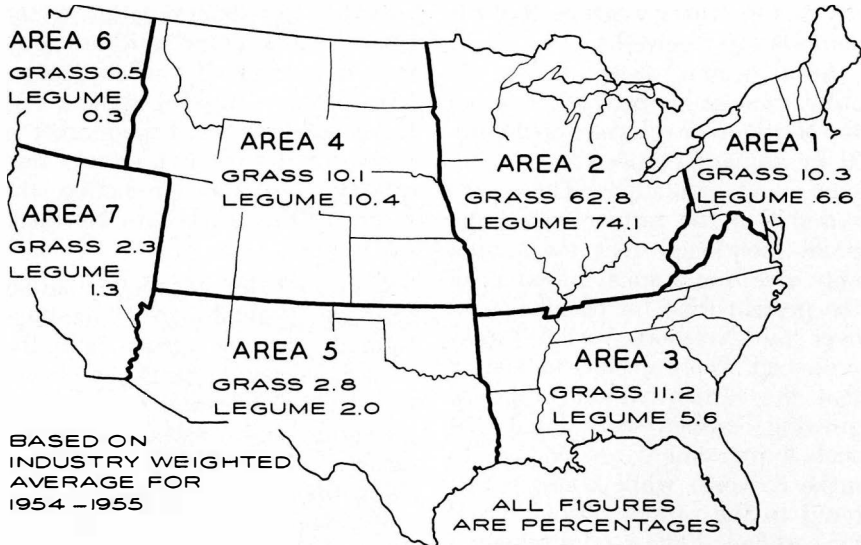 AREA 6
GRASS 0.5
LEGUME
0.3
AREA 4
GRASS 10.1
LEGUME 10.4
AREA 2
GRASS 62.8
LEGUME 74.1
AREA 1
GRASS 10.3
LEGUME 6.6
AREA 7
GRASS 2.3
LEGUME
1.3
AREA 5
GRASS 2.8
LEGUME 2.0
AREA 3
GRASS 11.2
LEGUME 5.6
BASED ON
INDUSTRY WEIGHTED
AVERAGE FOR
1954-1955
ALL FIGURES
ARE PERCENTAGES